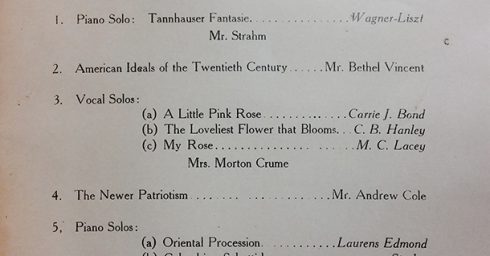 1. Piano Solo: Tannhauser Fantasie................Wagner-Liszt
Mr. Strahm
2. American Ideals of the Twentieth Century......Mr. Bethel Vincent
3. Vocal Solos:
(a) A Little Pink Rose..............Carrie J. Bond
(b) The Loveliest Flower that Blooms..C. B. Hanley
(c) My Rose....................M. C. Lacey
Mrs. Morton Crume
4. The Newer Patriotism....................Mr. Andrew Cole
5, Piano Solos:
(a) Oriental Procession............Laurens Edmond